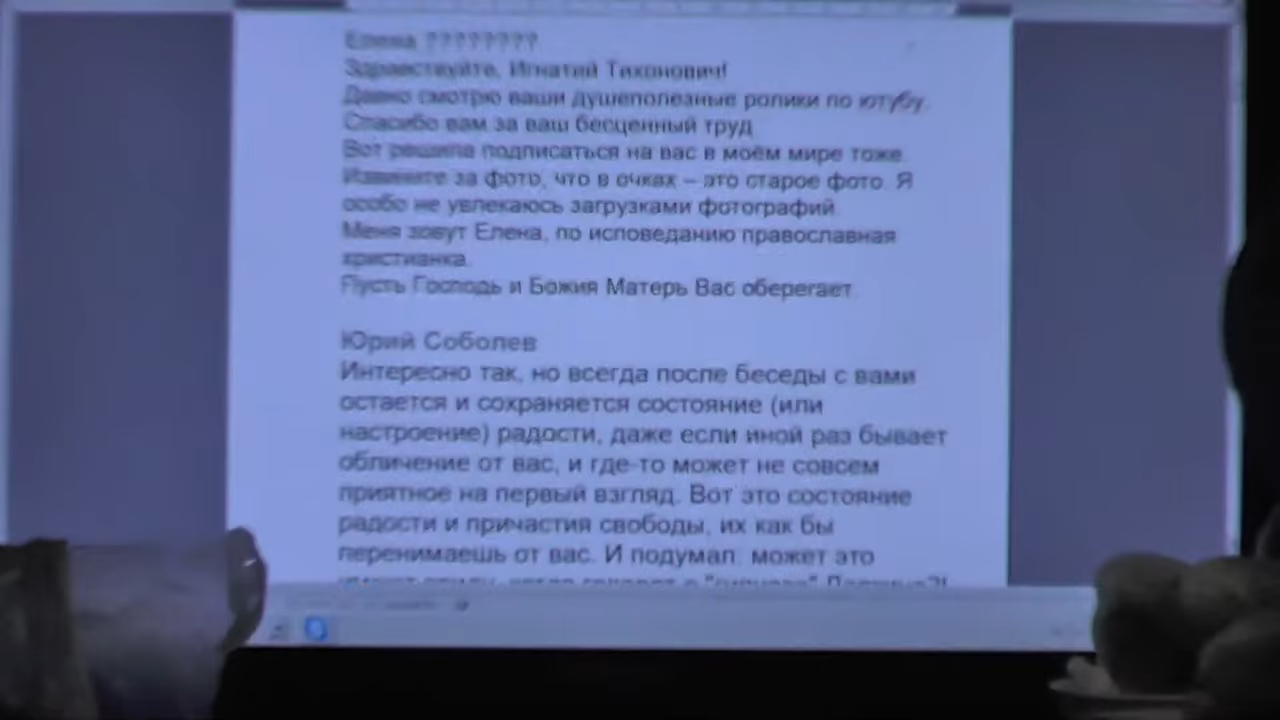 Елена ????????
Здравствуйте, Игнатий Тихонович!
Давно смотрю ваши душеполезные ролики по ютубу.
Спасибо вам за ваш бесценный труд.
Вот решила подписаться на вас в моём мире тоже.
Извините за фото, что в очках – это старое фото. Я
особо не увлекаюсь загрузками фотографий.
Меня зовут Елена, по исповеданию православная
христианка.
Пусть Господь и Божия Матерь Вас оберегает.
Юрий Соболев
Интересно так, но всегда после беседы с вами
остается и сохраняется состояние (или
настроение) радости, даже если иной раз бывает
обличение от вас, и где-то может не совсем
приятное на первый взгляд. Вот это состояние
радости и причастия свободы, их как бы
перенимаешь от вас. И подумал: может это